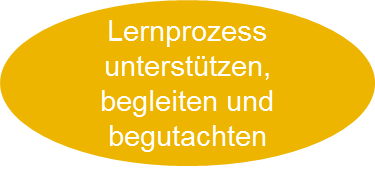 Lernprozess
unterstützen,
begleiten und
begutachten